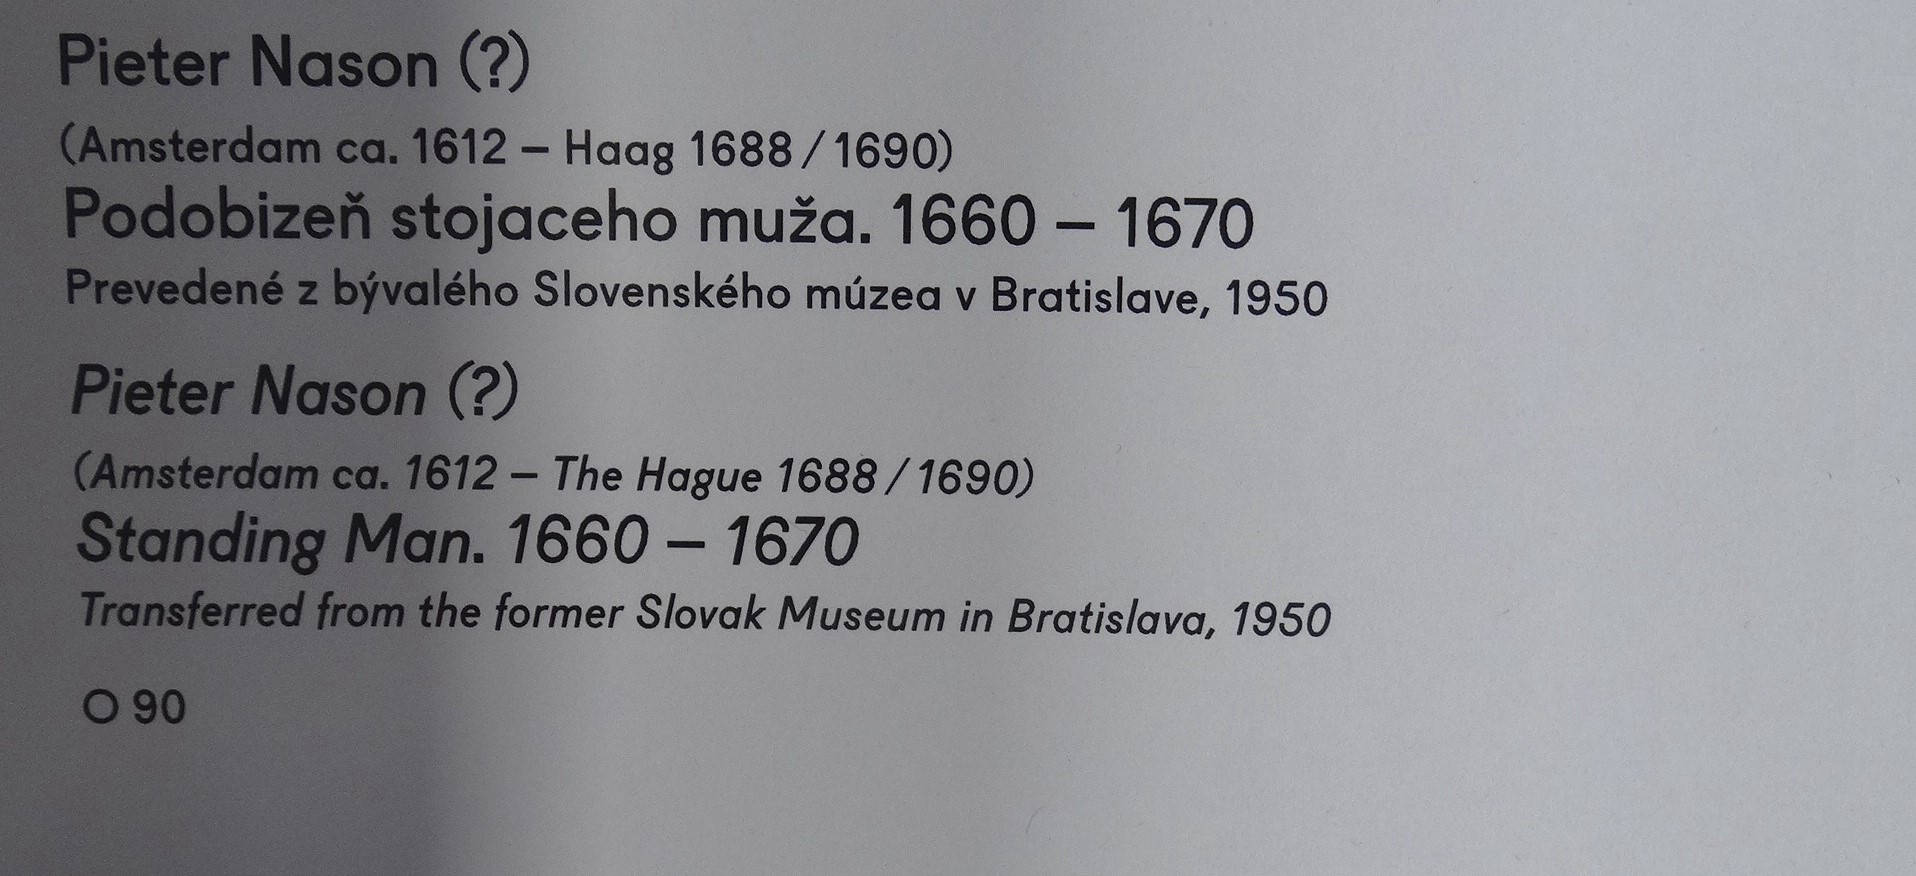 Pieter Nason (?)
(Amsterdam ca. 1612 – Haag 1688 / 1690)
Podobizeň stojaceho muža. 1660 – 1670
Prevedené z bývalého Slovenského múzea v Bratislave, 1950
Pieter Nason (?)
(Amsterdam ca. 1612 – The Hague 1688 / 1690)
Standing Man. 1660 – 1670
Transferred from the former Slovak Museum in Bratislava, 1950
O 90